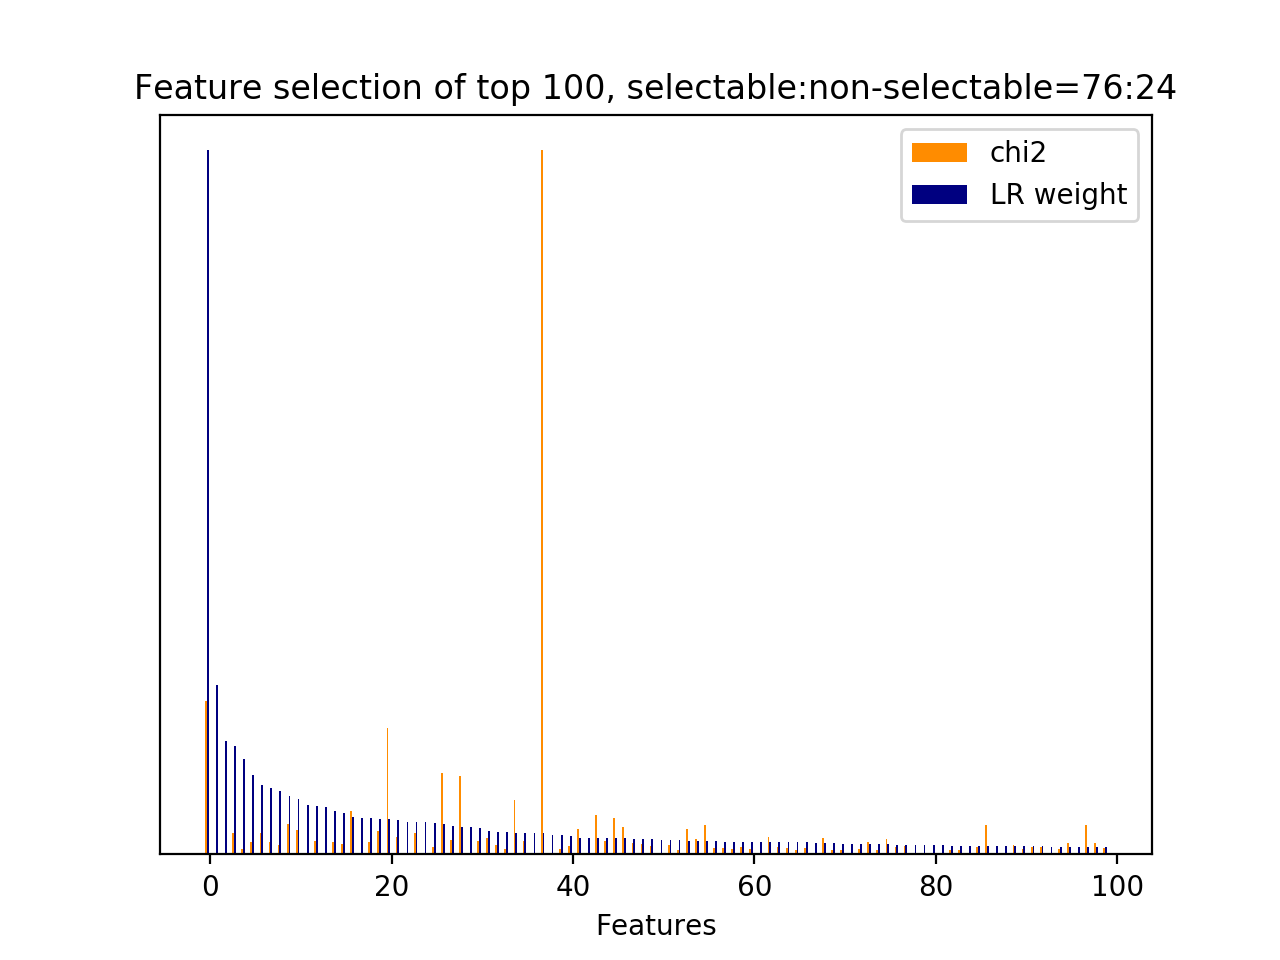 Feature selection of top 100, selectable:non-selectable=76:24
chi2
LR weight
0 20 40 60 80 100
Features